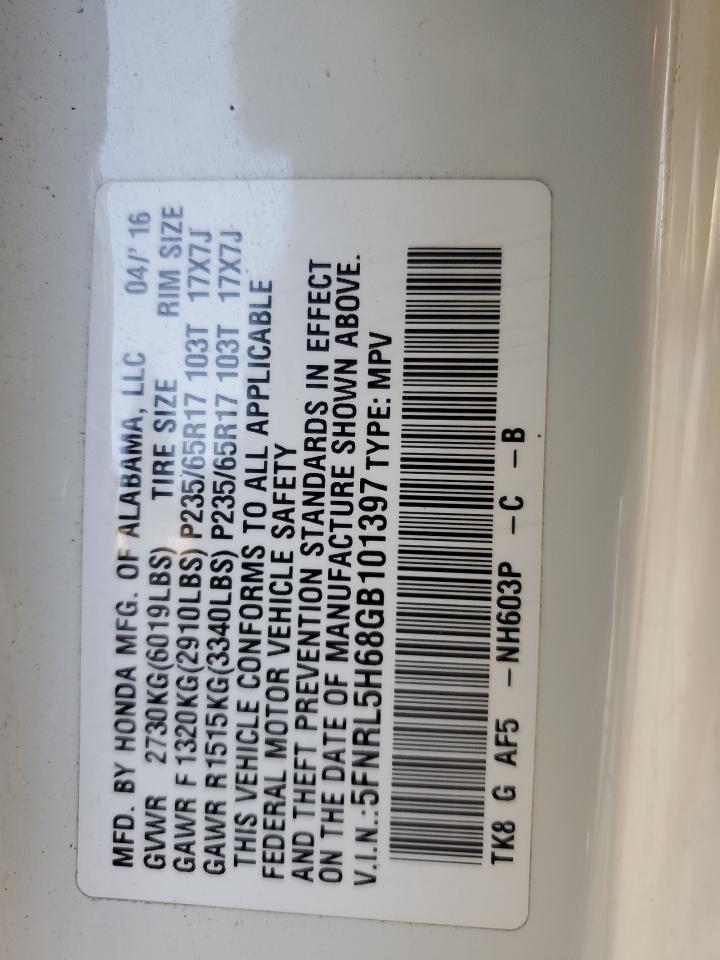 MFD. BY HONDA MFG. OF ALABAMA, LLC 04/' 16
GVWR 2730KG(6019LBS) TIRE SIZE RIM SIZE
GAWR F 1320KG(2910LBS) P235/65R17 103T 17X7J
GAWR R1515KG(3340LBS) P235/65R17 103T 17X7J
THIS VEHICLE CONFORMS TO ALL APPLICABLE
FEDERAL MOTOR VEHICLE SAFETY
AND THEFT PREVENTION STANDARDS IN EFFECT
ON THE DATE OF MANUFACTURE SHOWN ABOVE.
V.I.N.:5FNRL5H68GB101397 TYPE: MPV
TK8 G AF5 -NH603P -C -B